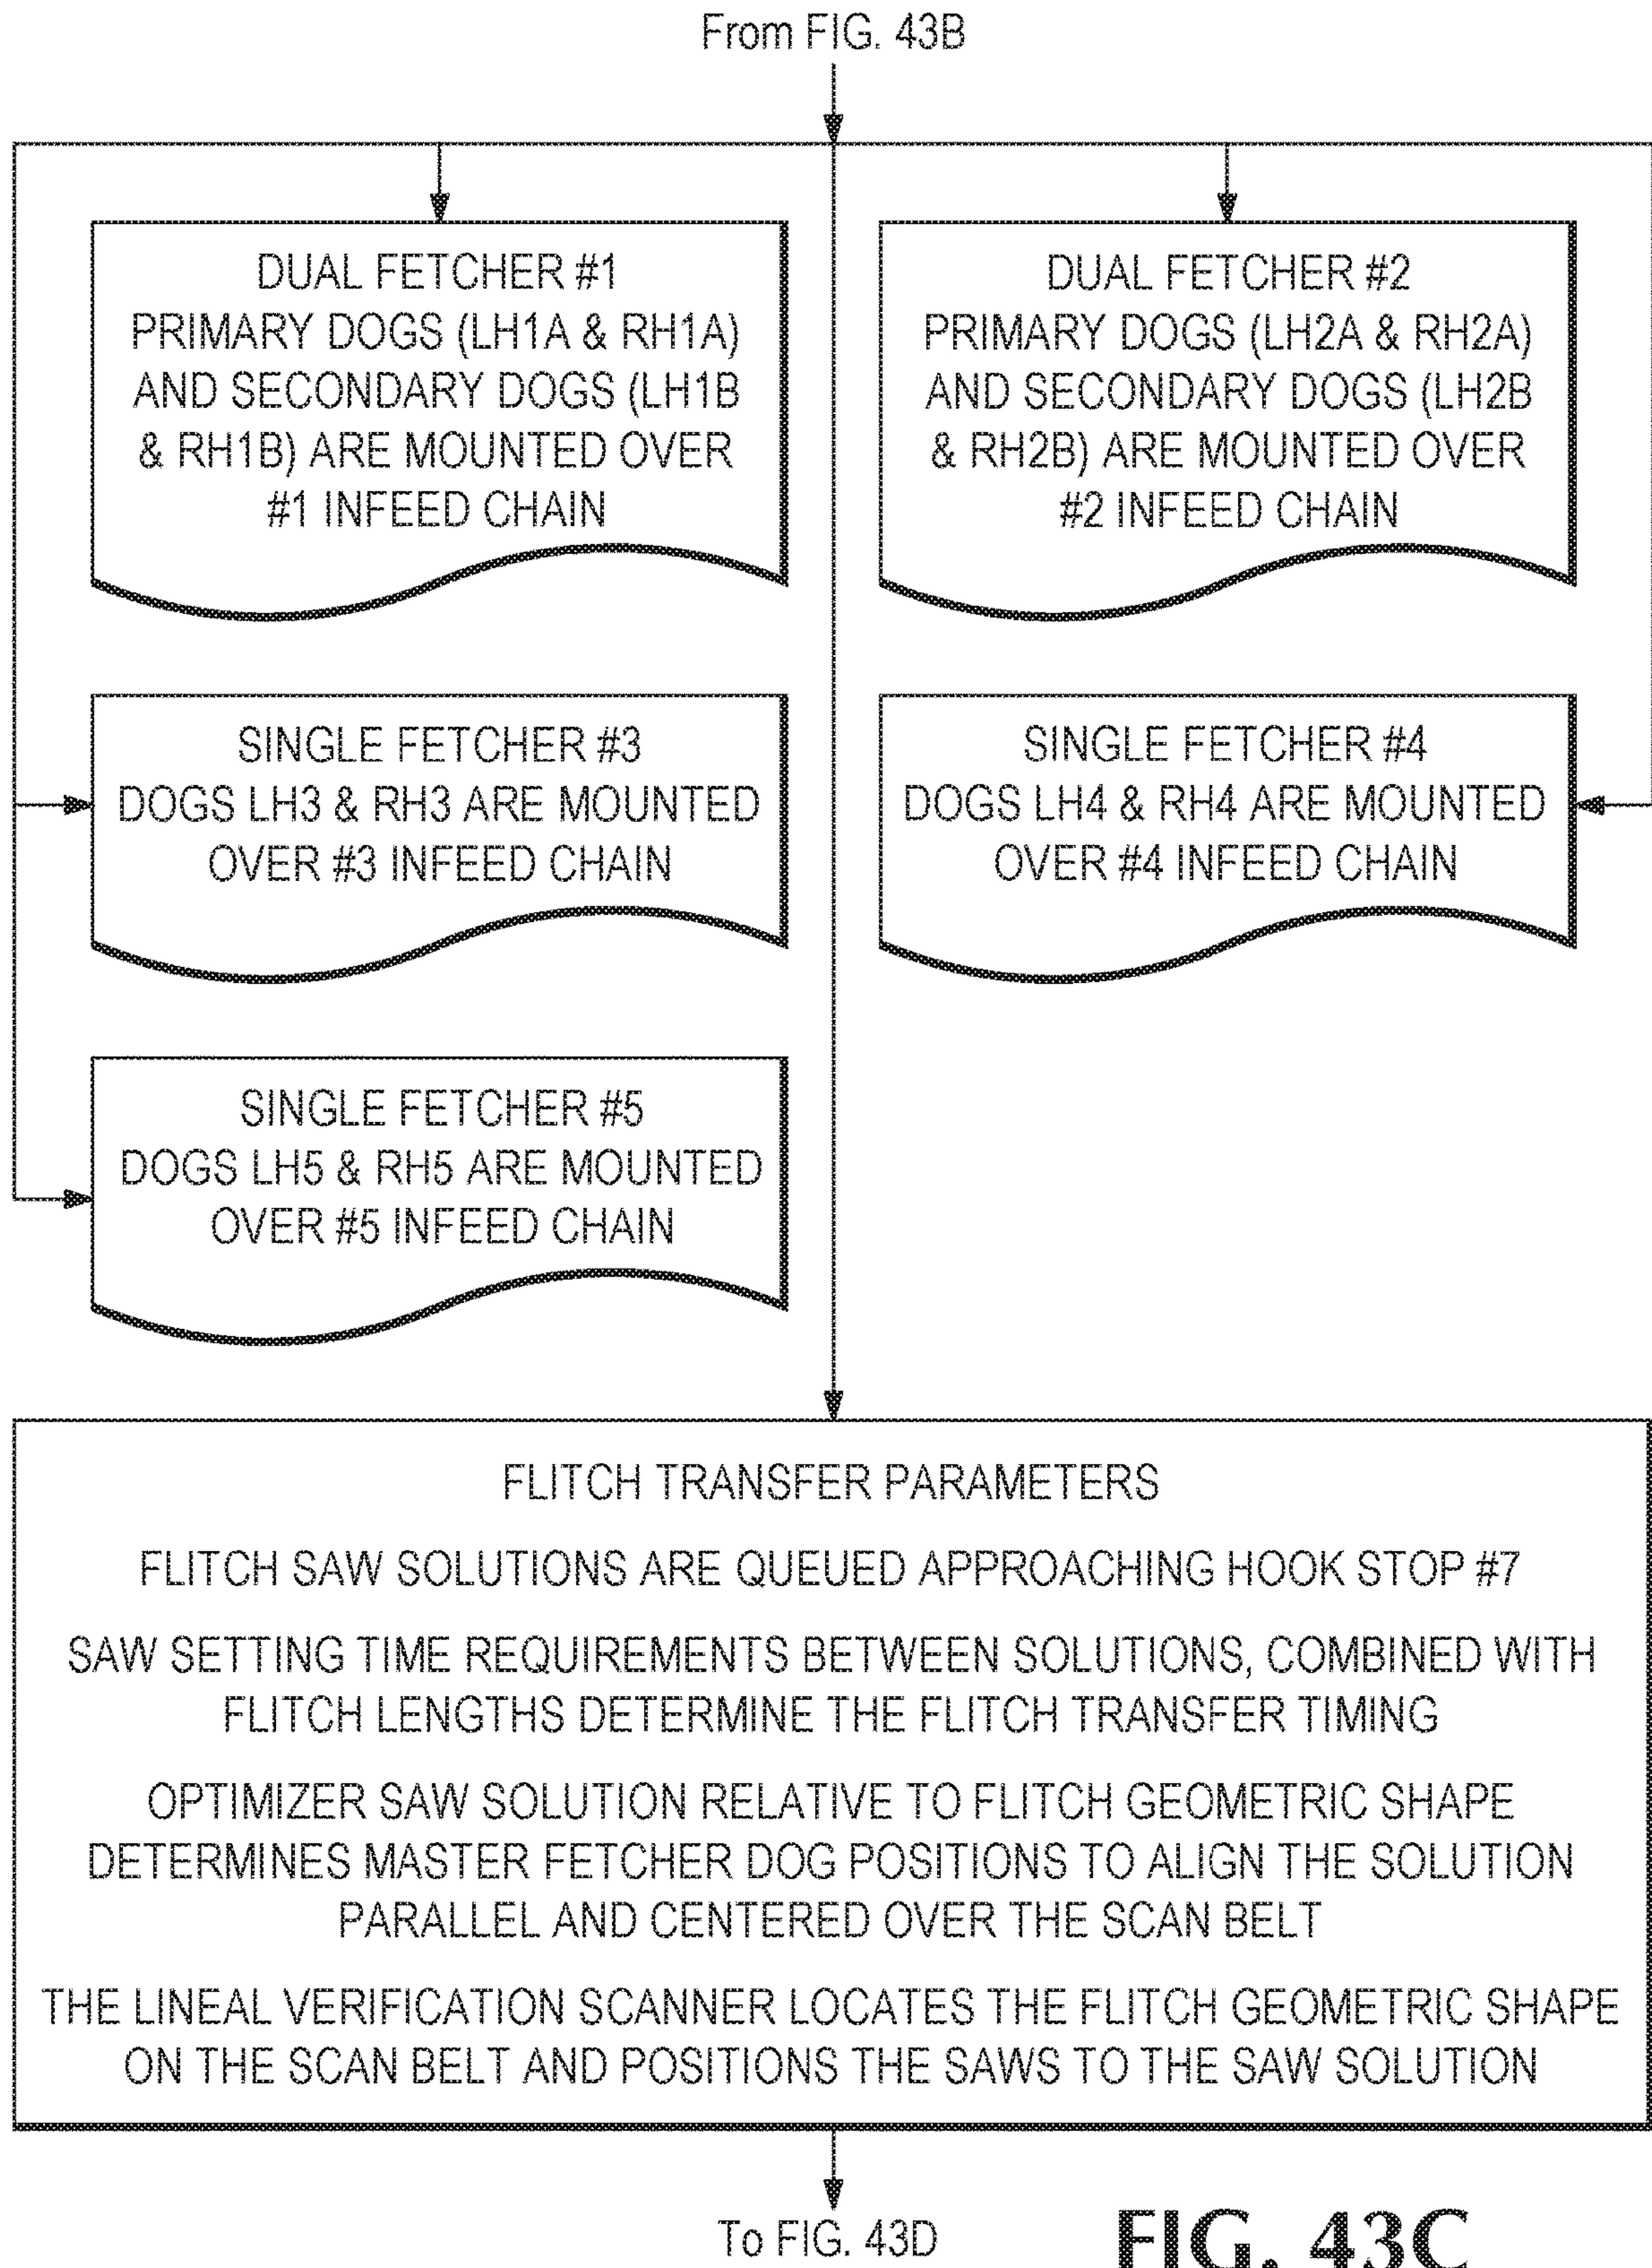 From FIG. 43B
DUAL FETCHER #1
PRIMARY DOGS (LH1A & RH1A)
AND SECONDARY DOGS (LH1B
& RH1B) ARE MOUNTED OVER
#1 INFEED CHAIN
DUAL FETCHER #2
PRIMARY DOGS (LH2A & RH2A)
AND SECONDARY DOGS (LH2B
& RH2B) ARE MOUNTED OVER
#2 INFEED CHAIN
SINGLE FETCHER #3
DOGS LH3 & RH3 ARE MOUNTED
OVER #3 INFEED CHAIN
SINGLE FETCHER #4
DOGS LH4 & RH4 ARE MOUNTED
OVER #4 INFEED CHAIN
SINGLE FETCHER #5
DOGS LH5 & RH5 ARE MOUNTED
OVER #5 INFEED CHAIN
FLITCH TRANSFER PARAMETERS
FLITCH SAW SOLUTIONS ARE QUEUED APPROACHING HOOK STOP #7
SAW SETTING TIME REQUIREMENTS BETWEEN SOLUTIONS, COMBINED WITH
FLITCH LENGTHS DETERMINE THE FLITCH TRANSFER TIMING
OPTIMIZER SAW SOLUTION RELATIVE TO FLITCH GEOMETRIC SHAPE
DETERMINES MASTER FETCHER DOG POSITIONS TO ALIGN THE SOLUTION
PARALLEL AND CENTERED OVER THE SCAN BELT
THE LINEAL VERIFICATION SCANNER LOCATES THE FLITCH GEOMETRIC SHAPE
ON THE SCAN BELT AND POSITIONS THE SAWS TO THE SAW SOLUTION
To FIG. 43D
FIG. 43C